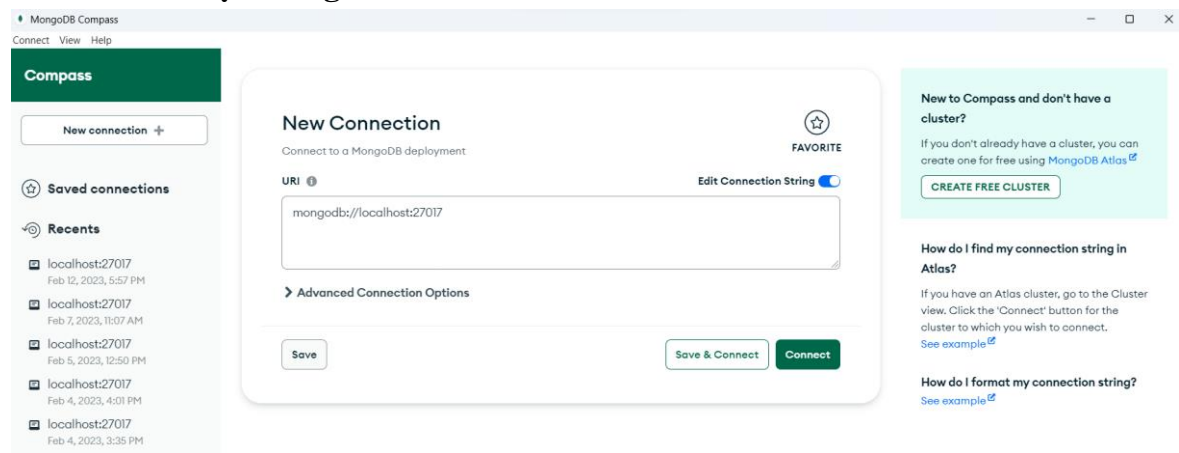 MongoDB Compass
Connect View Help
Compass
New connection +
Saved connections
Recents
localhost:27017
Feb 12, 2023, 5:57 PM
localhost:27017
Feb 7, 2023, 11:07 AM
localhost:27017
Feb 5, 2023, 12:50 PM
localhost:27017
Feb 4, 2023, 4:01 PM
localhost:27017
Feb 4, 2023, 3:35 PM
New Connection
Connect to a MongoDB deployment
FAVORITE
URI
Edit Connection String
mongodb://localhost:27017
Advanced Connection Options
Save
Save & Connect
Connect
New to Compass and don't have a
cluster?
If you don't already have a cluster, you can
create one for free using MongoDB Atlas
CREATE FREE CLUSTER
How do I find my connection string in
Atlas?
If you have an Atlas cluster, go to the Cluster
view. Click the 'Connect' button for the
cluster to which you wish to connect.
See example
How do I format my connection string?
See example